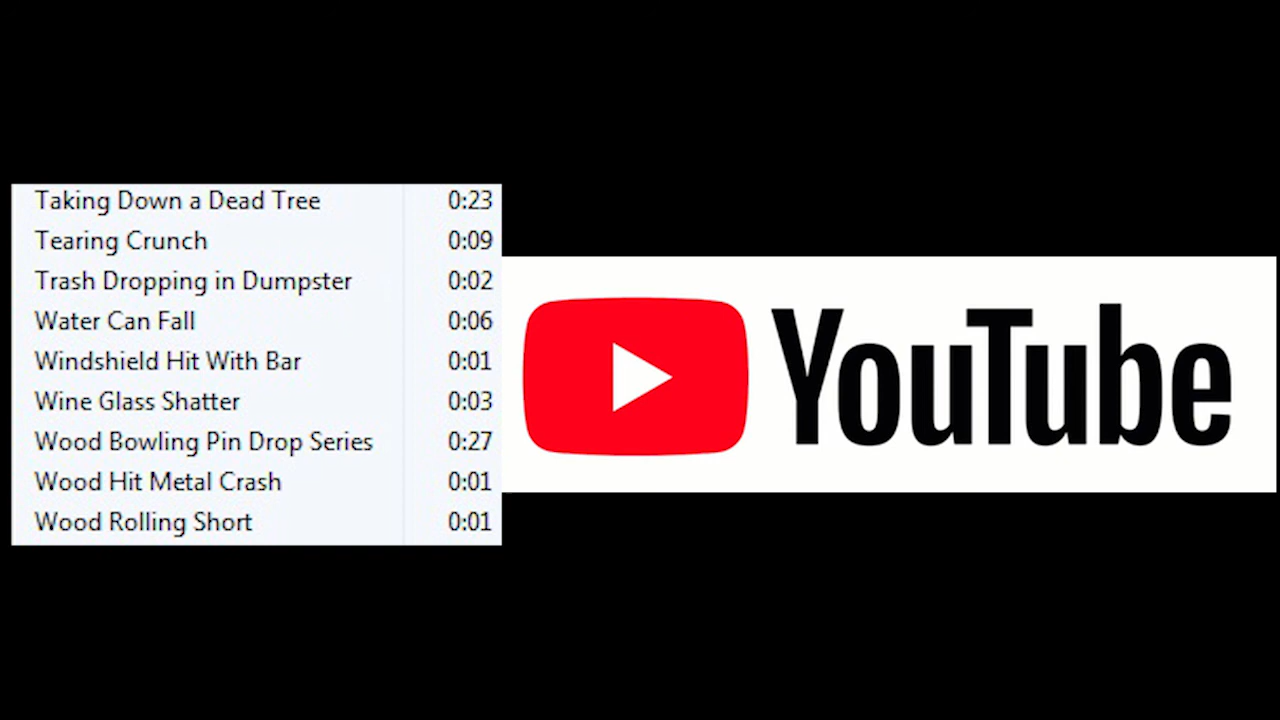 Taking Down a Dead Tree 0:23
Tearing Crunch 0:09
Trash Dropping in Dumpster 0:02
Water Can Fall 0:06
Windshield Hit With Bar 0:01
Wine Glass Shatter 0:03
Wood Bowling Pin Drop Series 0:27
Wood Hit Metal Crash 0:01
Wood Rolling Short 0:01
YouTube